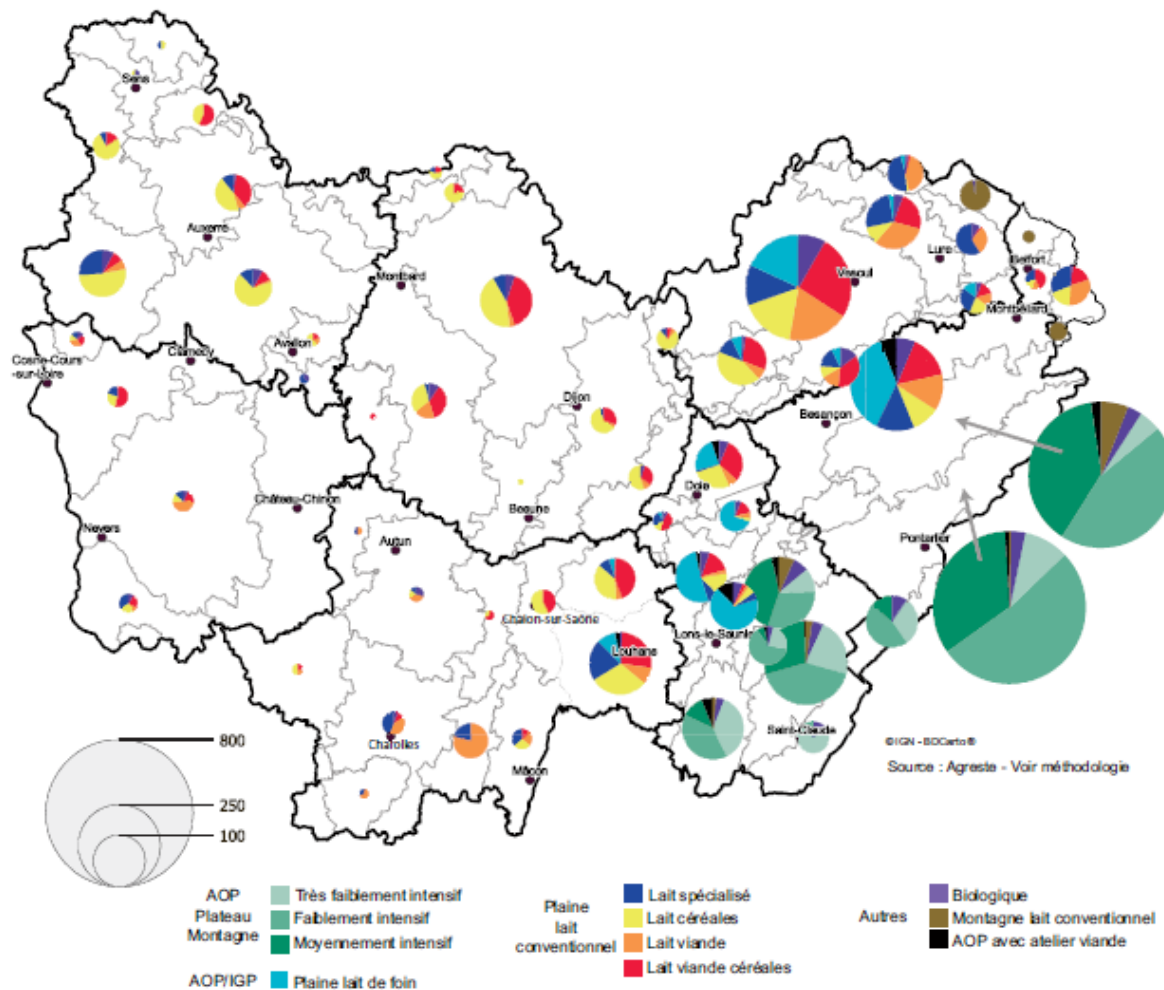 Sens
Auxerre
Montbard
Avallon
Clamecy
Cosne-Cours
-sur-Loire
Vesoul
Lure
Belfort
Montbéliard
Besançon
Dijon
Dole
Beaune
Château-Chinon
Nevers
Autun
Pontarlier
Chalon-sur-Saône
Lons-le-Saunier
Louhans
Saint-Claude
Charolles
Mâcon
©IGN - BDCarto®
Source : Agreste - Voir méthodologie
800
250
100
AOP
Plateau
Montagne
Très faiblement intensif
Faiblement intensif
Moyennement intensif
AOP/IGP
Plaine lait de foin
Plaine
lait
conventionnel
Lait spécialisé
Lait céréales
Lait viande
Lait viande céréales
Autres
Biologique
Montagne lait conventionnel
AOP avec atelier viande